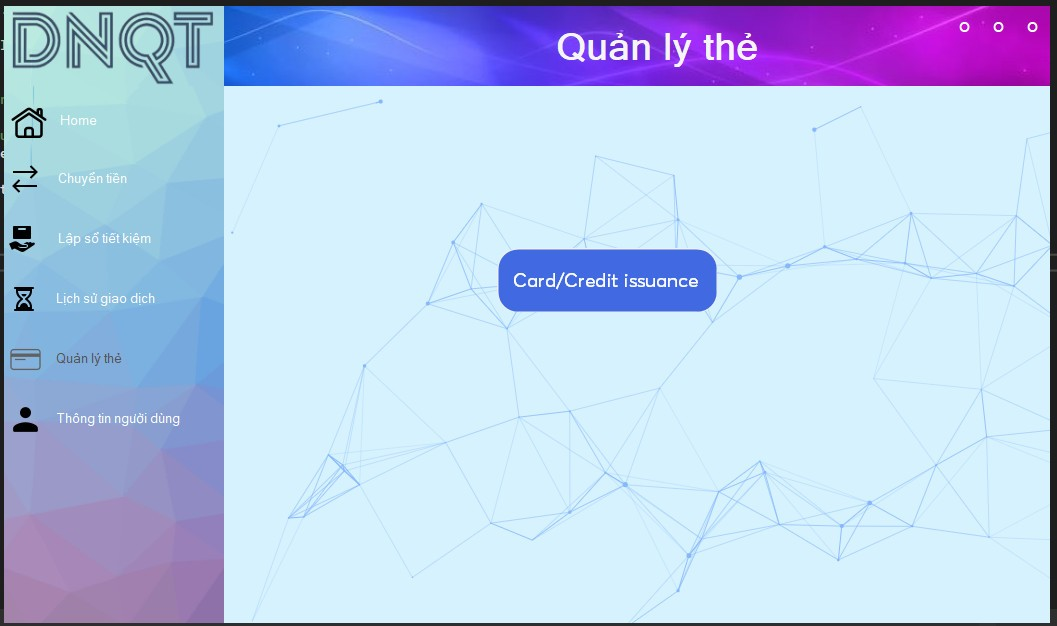 DNQT
Quản lý thẻ
Home
Chuyển tiền
Lập sổ tiết kiệm
Lịch sử giao dịch
Quản lý thẻ
Thông tin người dùng
Card/Credit issuance